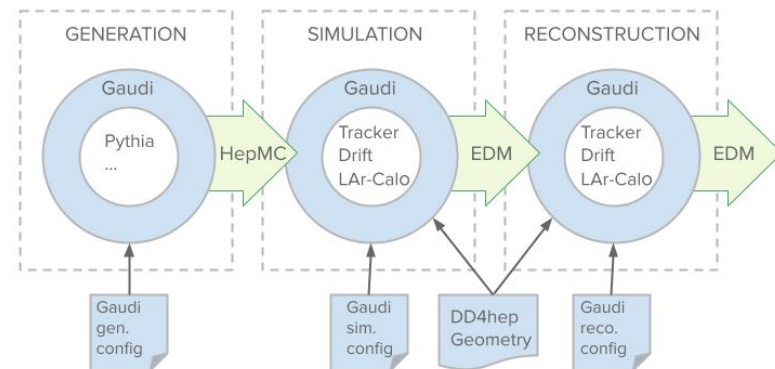 GENERATION
SIMULATION
RECONSTRUCTION
Gaudi
Gaudi
Gaudi
Pythia
...
HepMC
Tracker
Drift
LAr-Calo
EDM
Tracker
Drift
LAr-Calo
EDM
Gaudi
gen.
config
Gaudi
sim.
config
DD4hep
Geometry
Gaudi
reco.
config